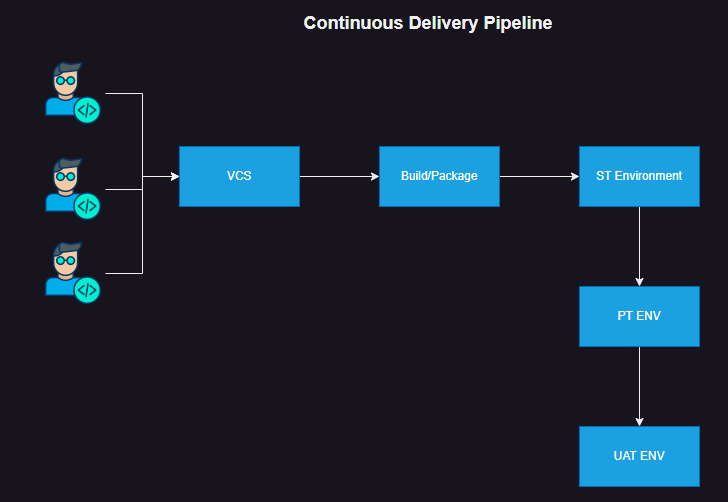 Continuous Delivery Pipeline
</>
</>
</>
VCS
Build/Package
ST Environment
PT ENV
UAT ENV